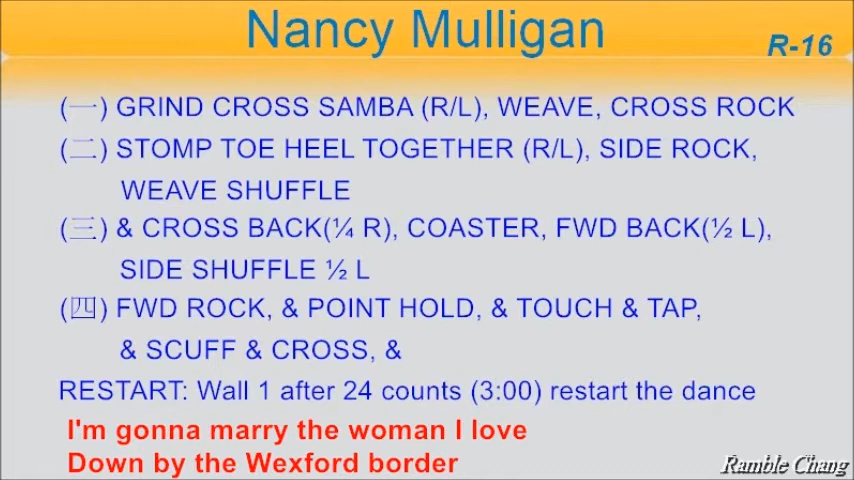 Nancy Mulligan
R-16
(一) GRIND CROSS SAMBA (R/L), WEAVE, CROSS ROCK
(二) STOMP TOE HEEL TOGETHER (R/L), SIDE ROCK,
WEAVE SHUFFLE
(三) & CROSS BACK(¼ R), COASTER, FWD BACK(½ L),
SIDE SHUFFLE ½ L
(四) FWD ROCK, & POINT HOLD, & TOUCH & TAP,
& SCUFF & CROSS, &
RESTART: Wall 1 after 24 counts (3:00) restart the dance
I'm gonna marry the woman I love
Down by the Wexford border
Ramble Chang